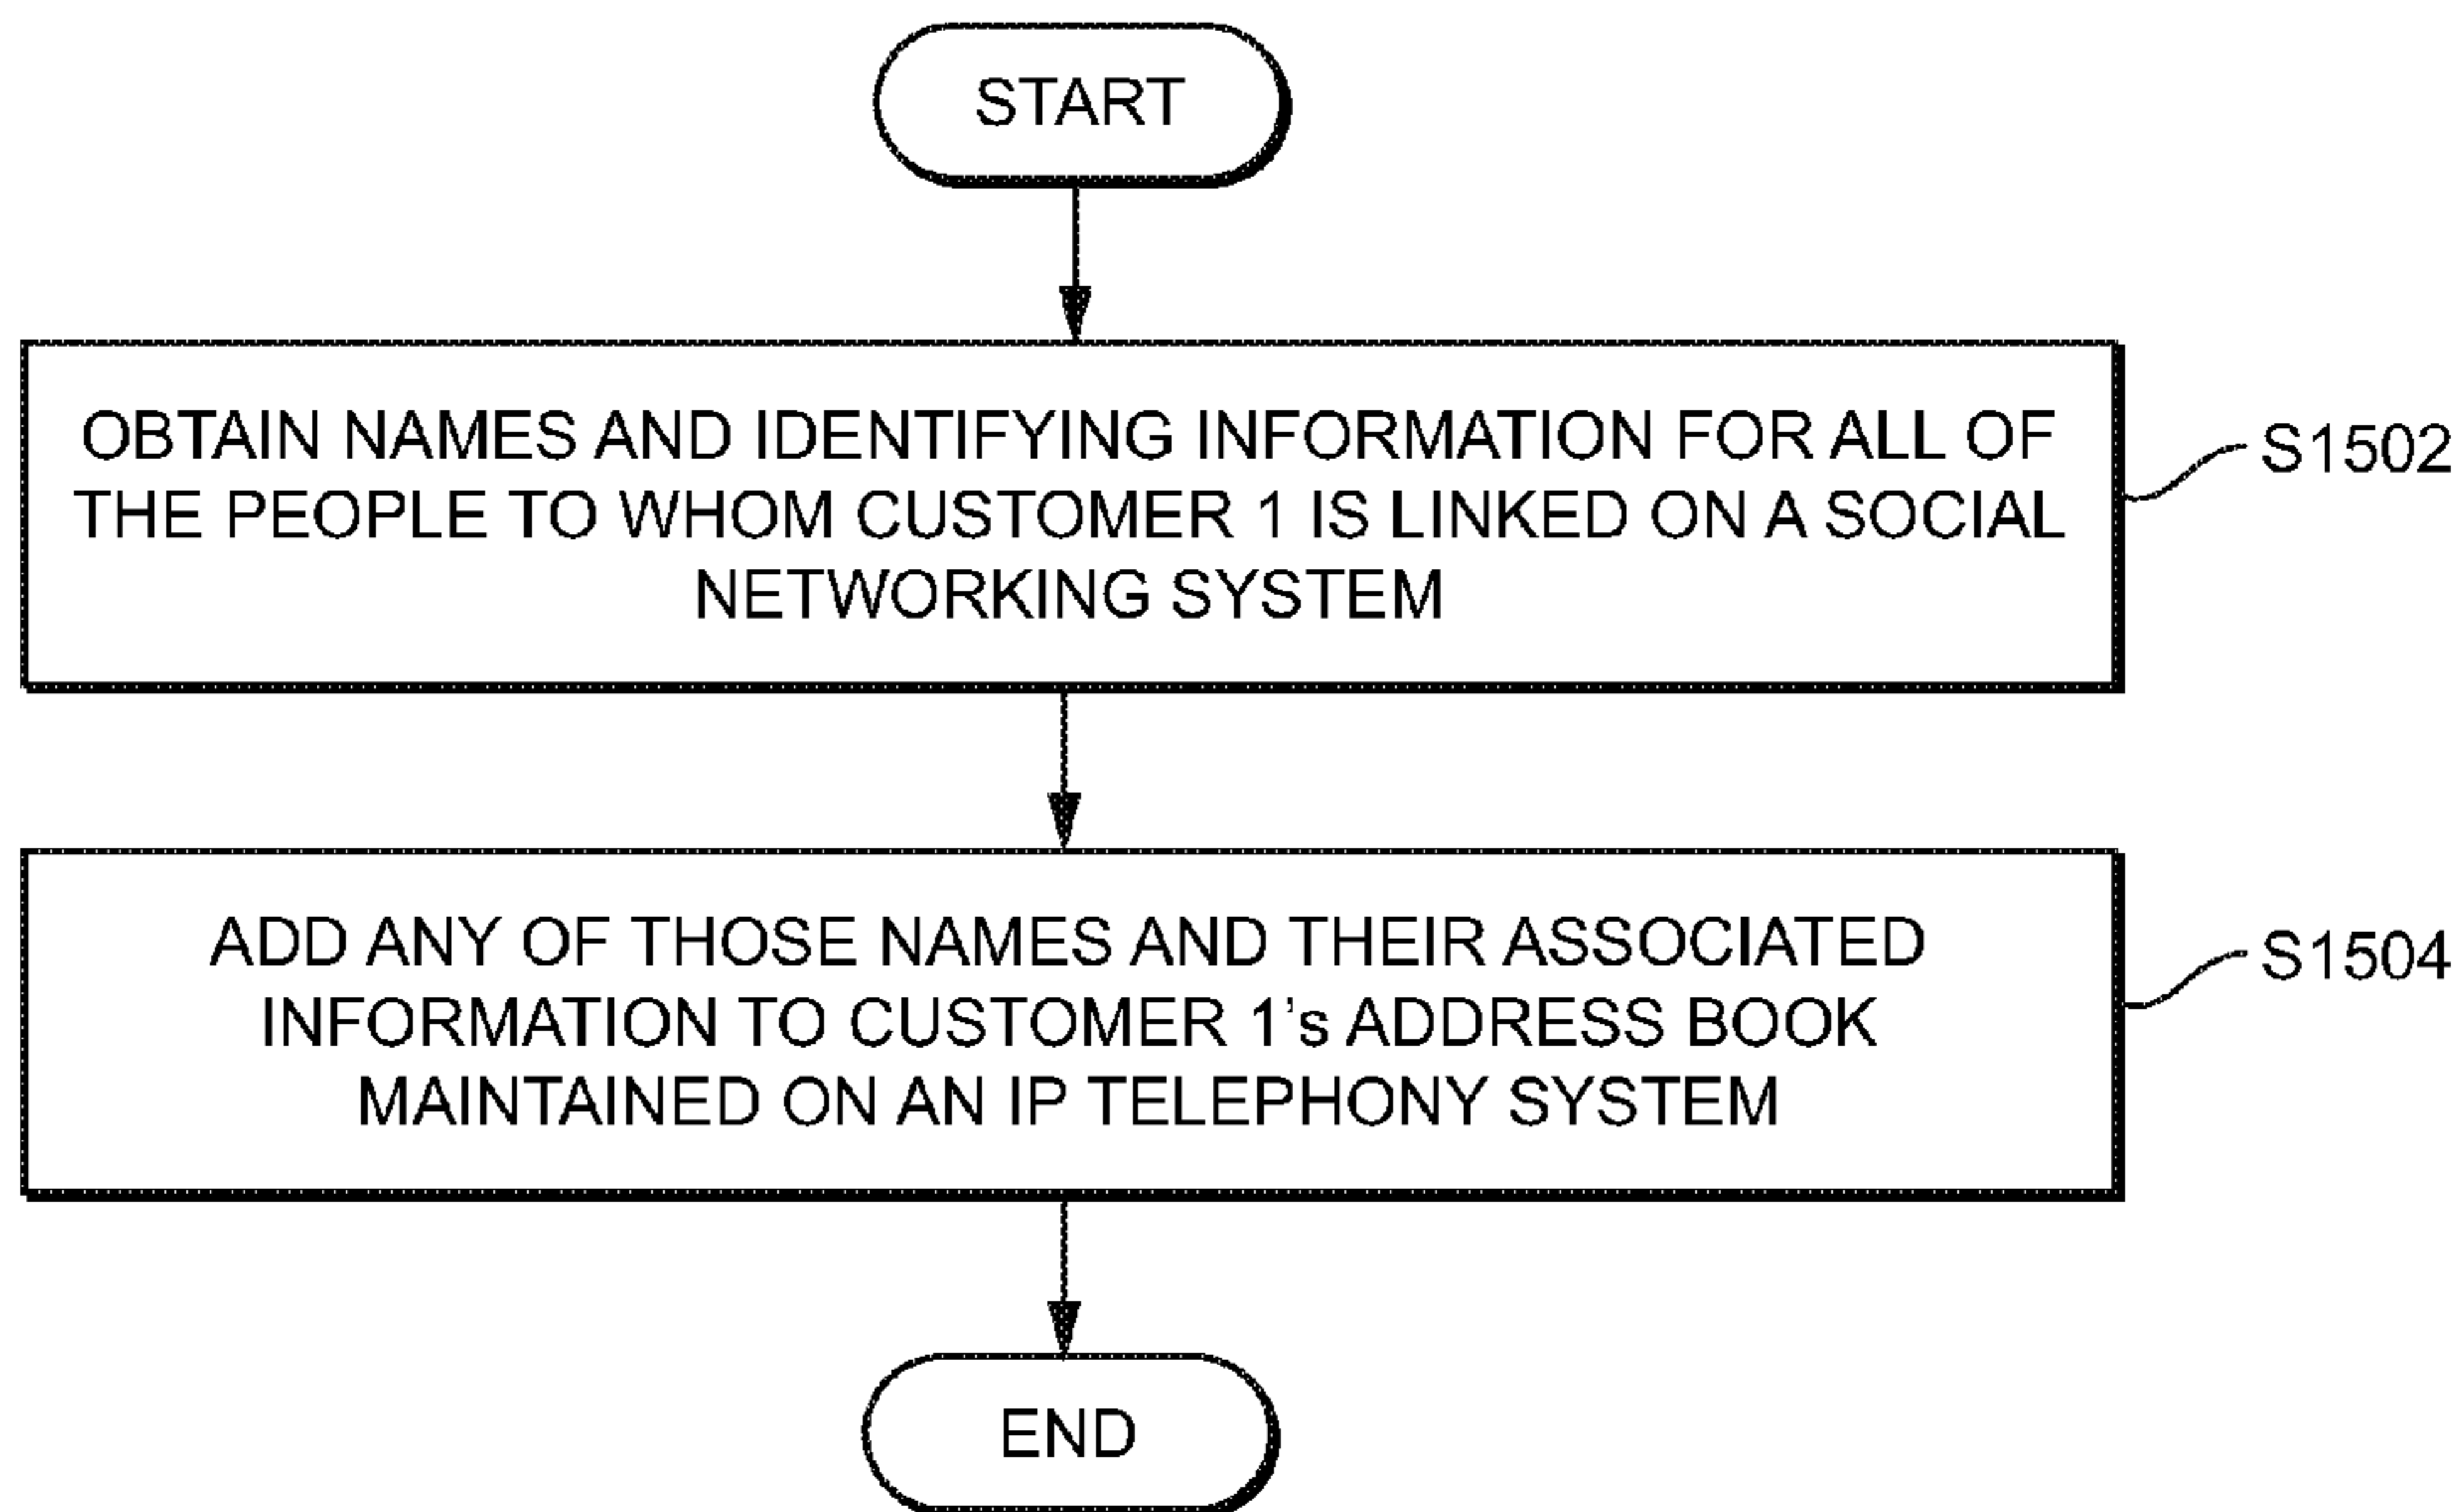 START
OBTAIN NAMES AND IDENTIFYING INFORMATION FOR ALL OF
THE PEOPLE TO WHOM CUSTOMER 1 IS LINKED ON A SOCIAL
NETWORKING SYSTEM
S1502
ADD ANY OF THOSE NAMES AND THEIR ASSOCIATED
INFORMATION TO CUSTOMER 1's ADDRESS BOOK
MAINTAINED ON AN IP TELEPHONY SYSTEM
S1504
END